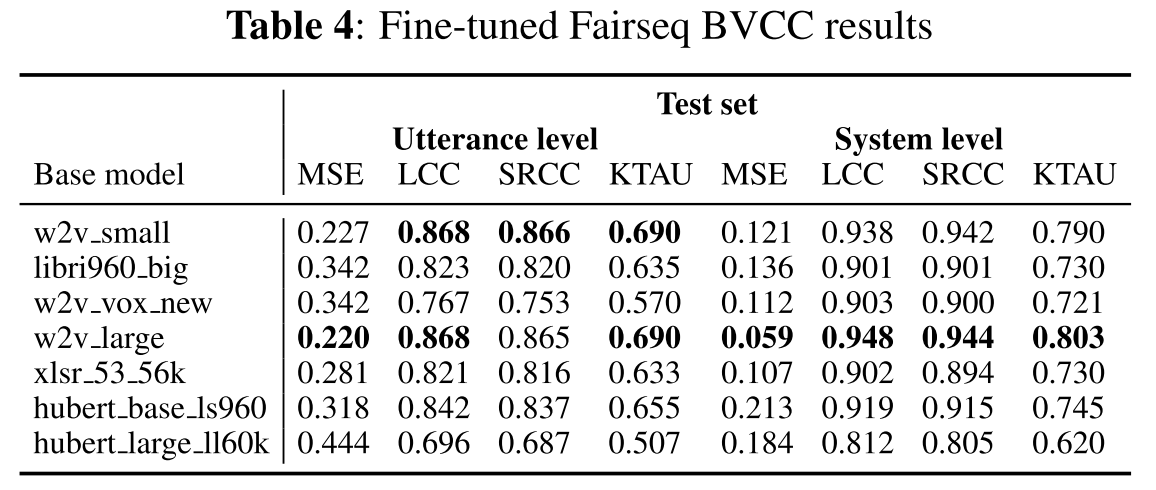 Table 4: Fine-tuned Fairseq BVCC results
Test set
Utterance level System level
Base model MSE LCC SRCC KTAU MSE LCC SRCC KTAU
w2v_small 0.227 0.868 0.866 0.690 0.121 0.938 0.942 0.790
libri960_big 0.342 0.823 0.820 0.635 0.136 0.901 0.901 0.730
w2v_vox_new 0.342 0.767 0.753 0.570 0.112 0.903 0.900 0.721
w2v_large 0.220 0.868 0.865 0.690 0.059 0.948 0.944 0.803
xlsr_53_56k 0.281 0.821 0.816 0.633 0.107 0.902 0.894 0.730
hubert_base_ls960 0.318 0.842 0.837 0.655 0.213 0.919 0.915 0.745
hubert_large_ll60k 0.444 0.696 0.687 0.507 0.184 0.812 0.805 0.620